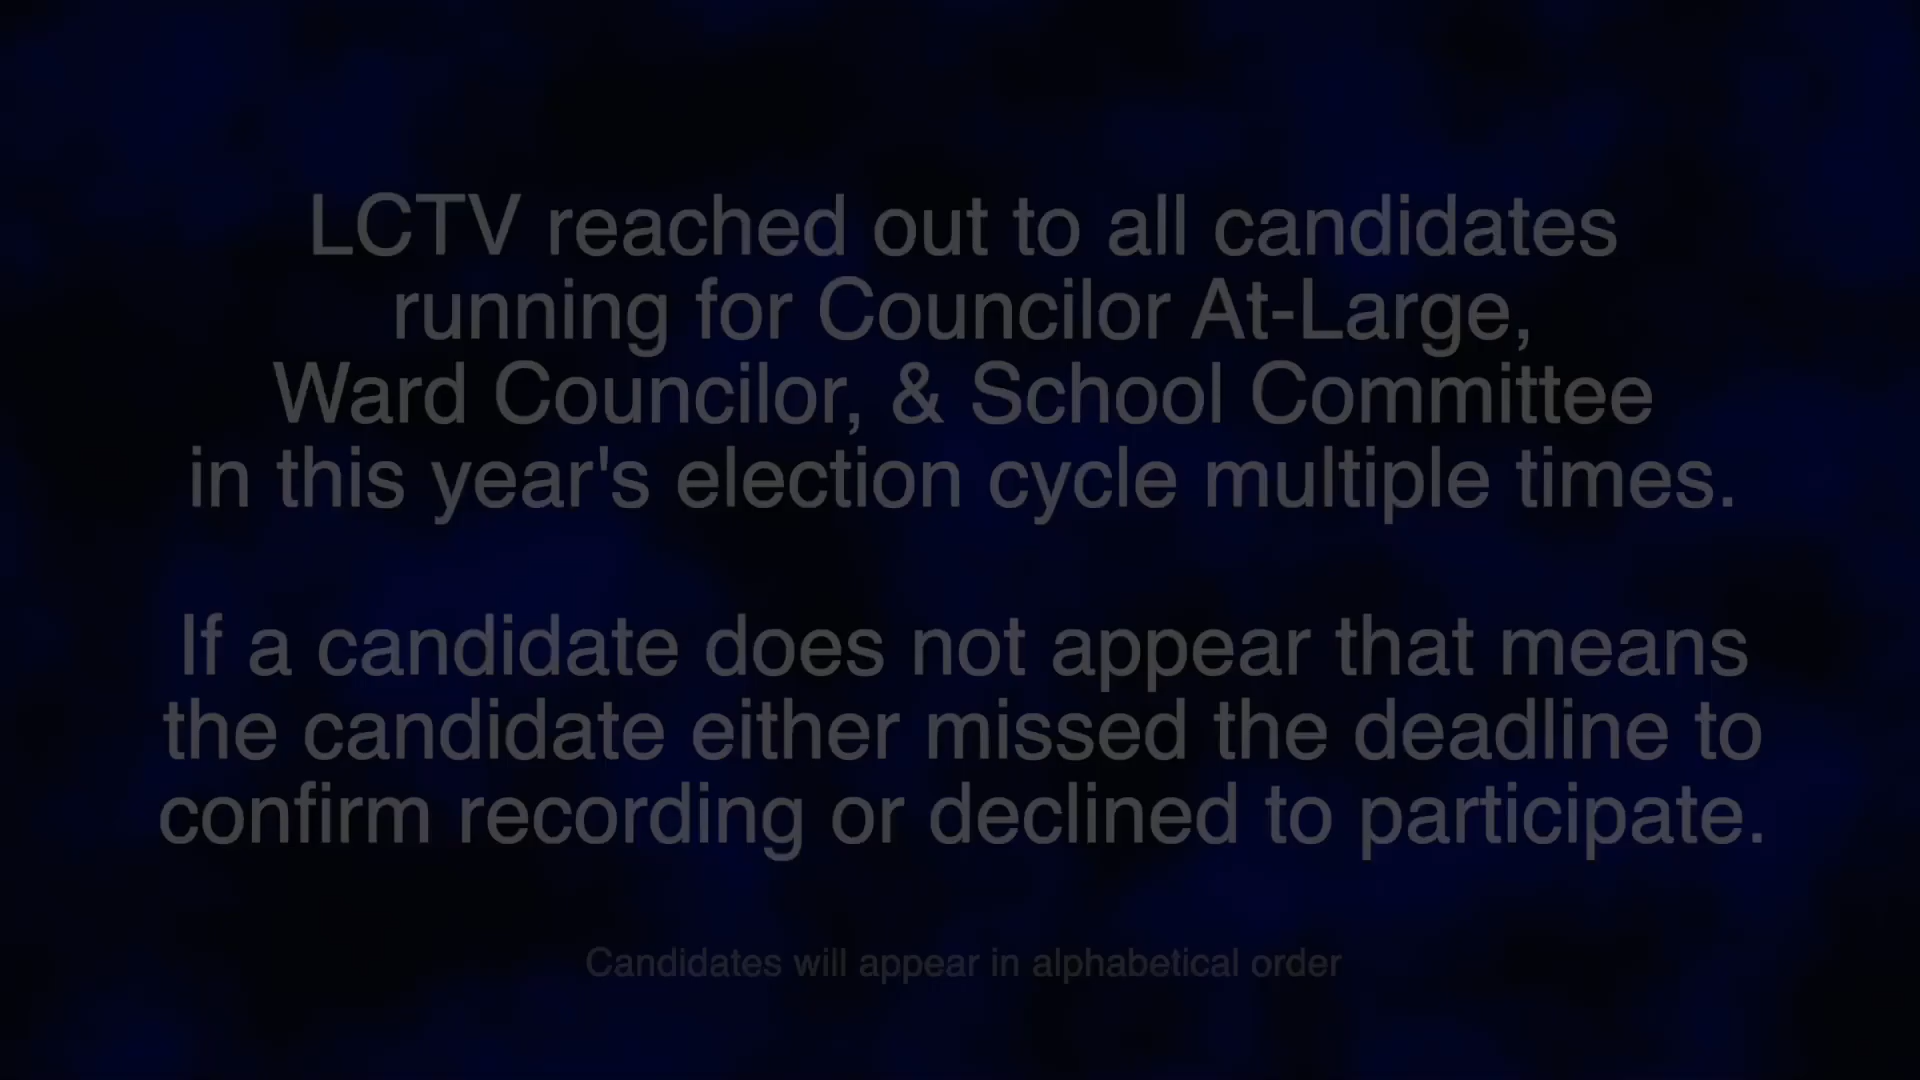 LCTV reached out to all candidates
running for Councilor At-Large,
Ward Councilor, & School Committee
in this year's election cycle multiple times.
If a candidate does not appear that means
the candidate either missed the deadline to
confirm recording or declined to participate.
Candidates will appear in alphabetical order